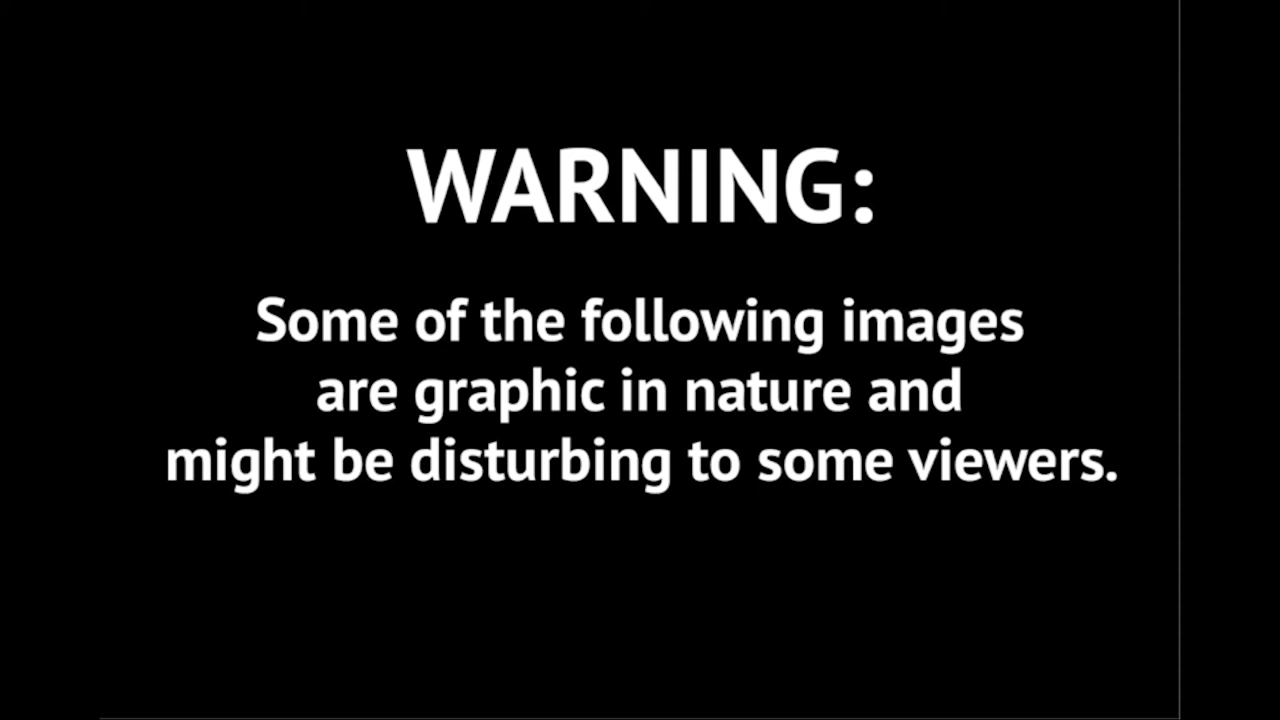 WARNING:
Some of the following images
are graphic in nature and
might be disturbing to some viewers.